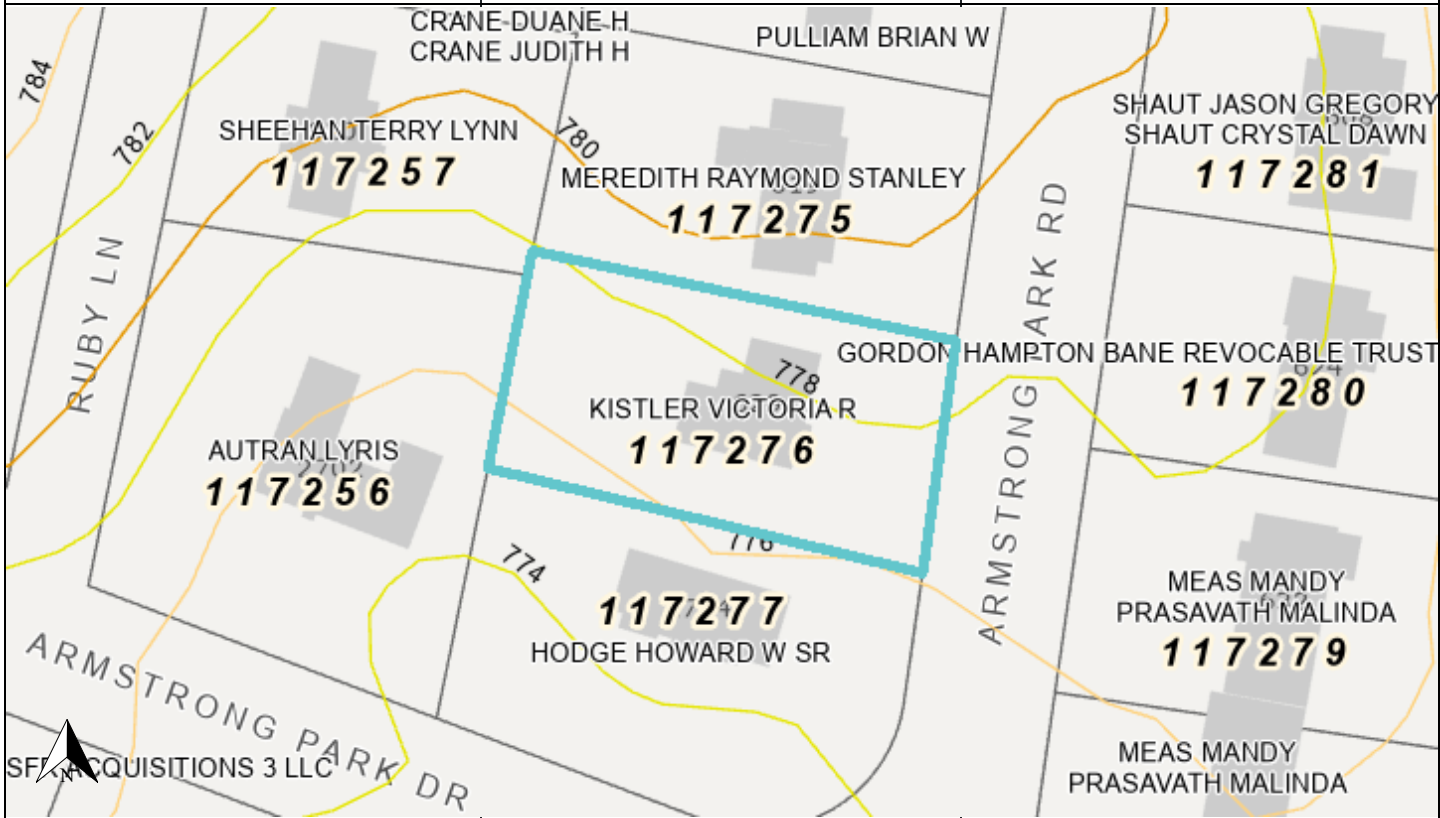 CRANE DUANE H
CRANE JUDITH H
PULLIAM BRIAN W
784
782
SHEEHAN TERRY LYNN
117257
780
MEREDITH RAYMOND STANLEY
117275
SHAUT JASON GREGORY
SHAUT CRYSTAL DAWN
117281
RUBY LN
ARMSTRONG PARK RD
GORDON HAMPTON BANE REVOCABLE TRUST
624
117280
778
KISTLER VICTORIA R
117276
AUTRAN LYRIS
2702
117256
776
774
117277
HODGE HOWARD W SR
MEAS MANDY
PRASAVATH MALINDA
117279
ARMSTRONG PARK DR
MEAS MANDY
PRASAVATH MALINDA
SFR ACQUISITIONS 3 LLC
N